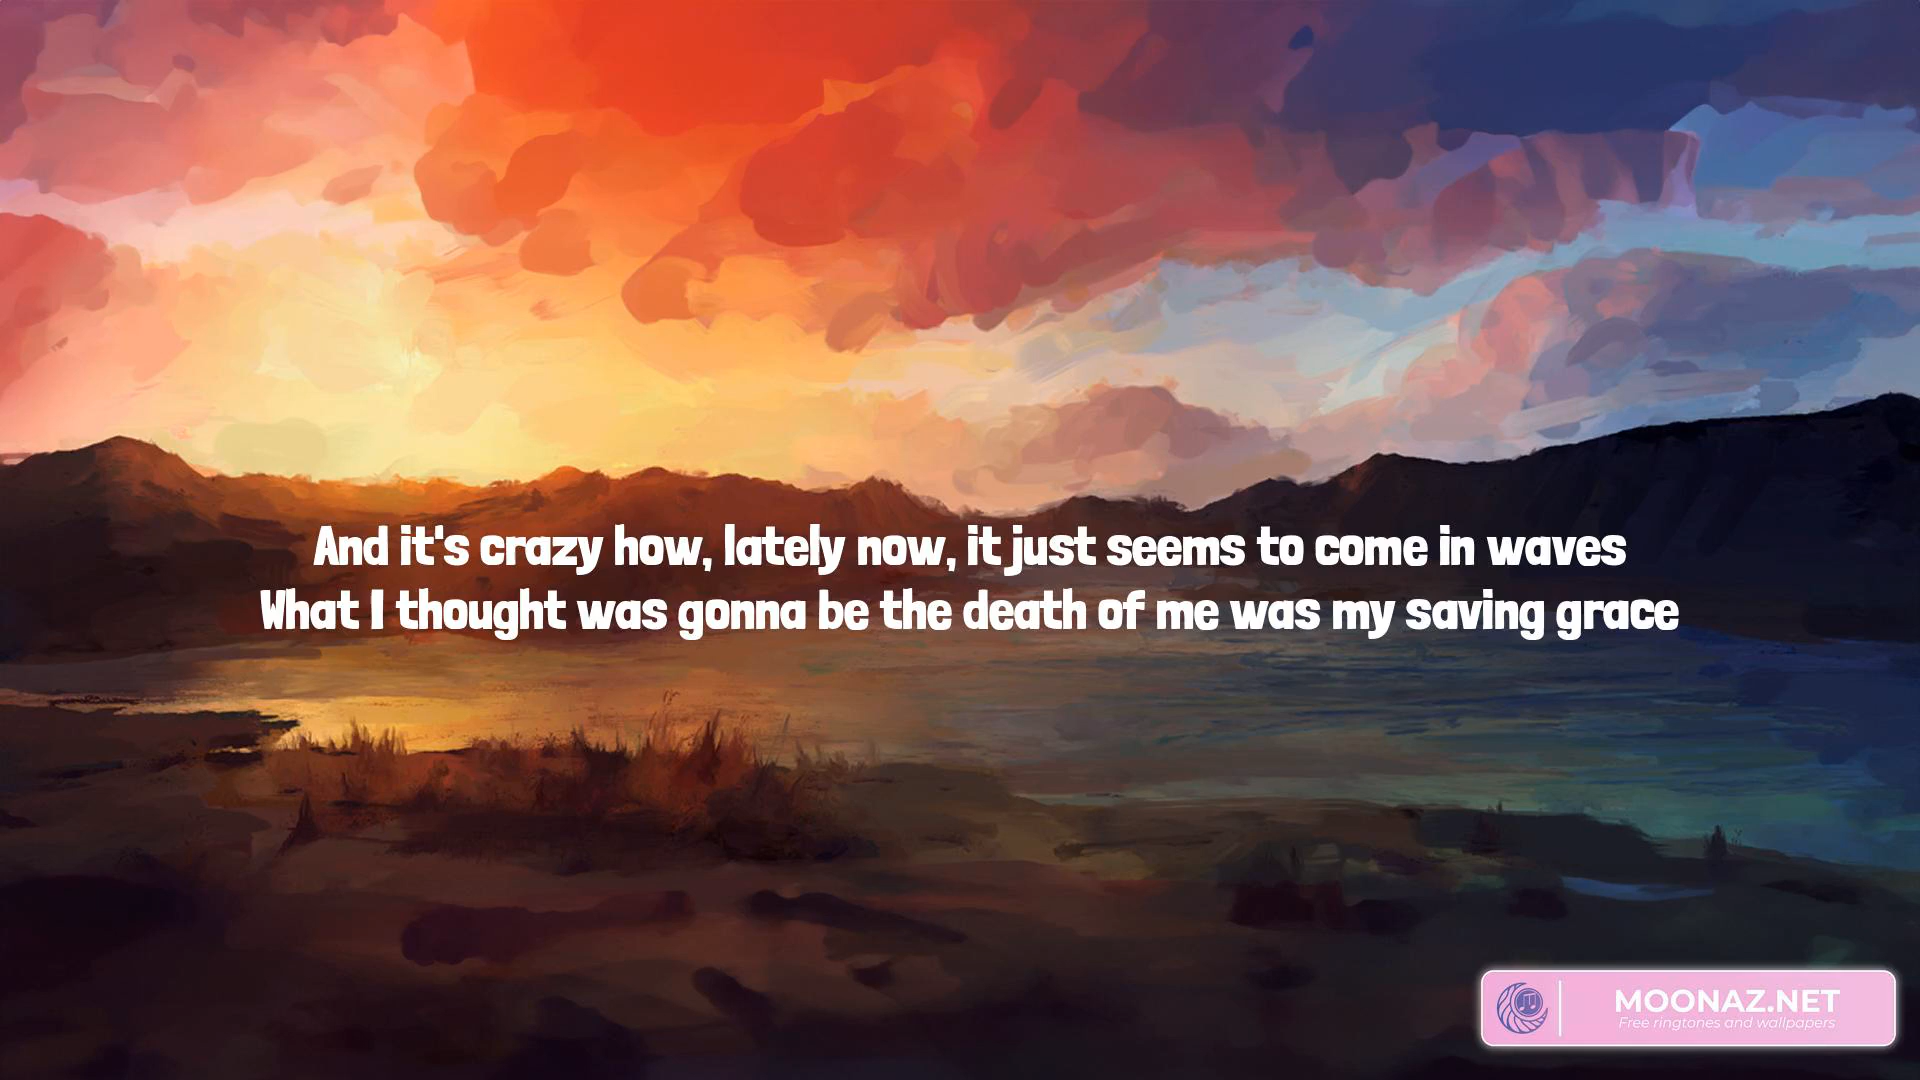 And it's crazy how, lately now, it just seems to come in waves
What I thought was gonna be the death of me was my saving grace
MOONAZ.NET
Free ringtones and wallpapers